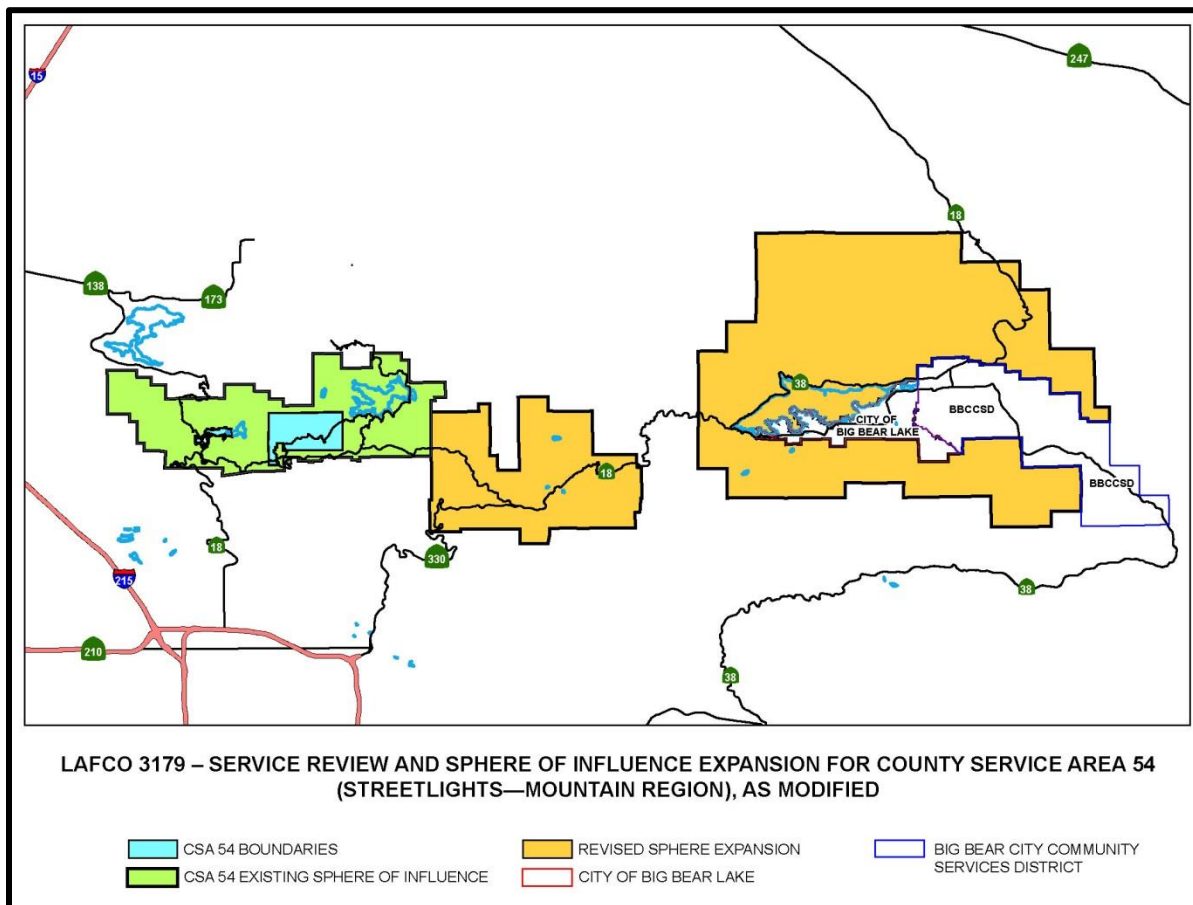 15
247
18
138
173
38
CITY OF
BIG BEAR LAKE
BBCCSD
18
BBCCSD
18
330
215
38
210
38
LAFCO 3179 – SERVICE REVIEW AND SPHERE OF INFLUENCE EXPANSION FOR COUNTY SERVICE AREA 54
(STREETLIGHTS—MOUNTAIN REGION), AS MODIFIED
CSA 54 BOUNDARIES
CSA 54 EXISTING SPHERE OF INFLUENCE
REVISED SPHERE EXPANSION
CITY OF BIG BEAR LAKE
BIG BEAR CITY COMMUNITY
SERVICES DISTRICT